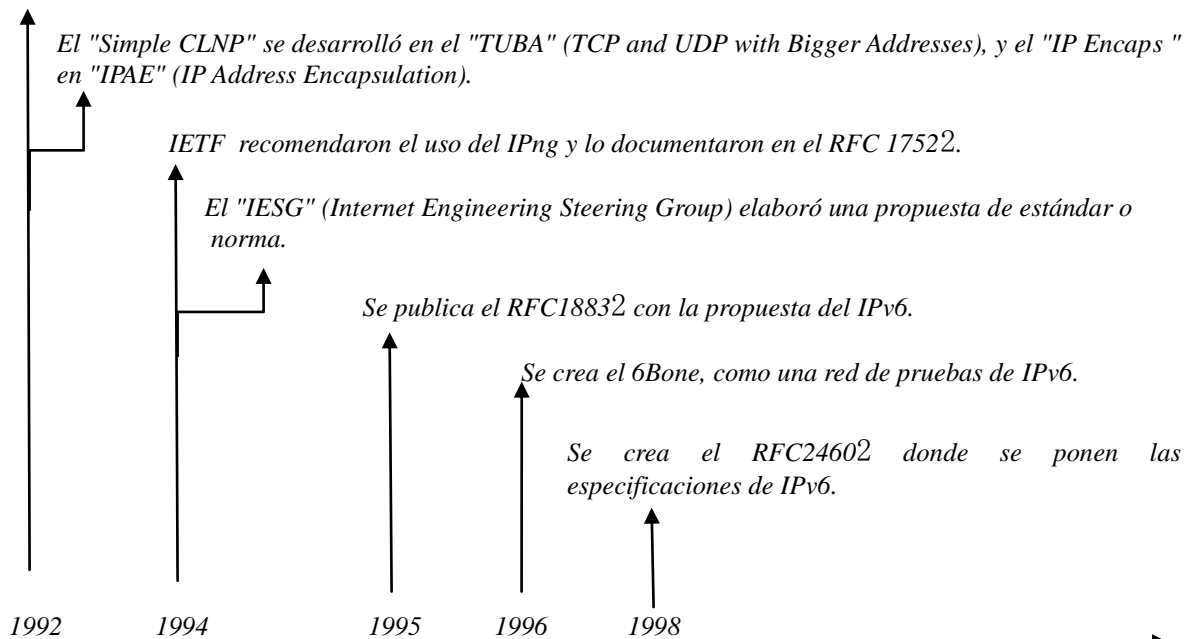 El "Simple CLNP" se desarrolló en el "TUBA" (TCP and UDP with Bigger Addresses), y el "IP Encaps "
en "IPAE" (IP Address Encapsulation).
IETF recomendaron el uso del IPng y lo documentaron en el RFC 17522.
El "IESG" (Internet Engineering Steering Group) elaboró una propuesta de estándar o
norma.
Se publica el RFC18832 con la propuesta del IPv6.
Se crea el 6Bone, como una red de pruebas de IPv6.
Se crea el RFC24602 donde se ponen las
especificaciones de IPv6.
1992 1994 1995 1996 1998